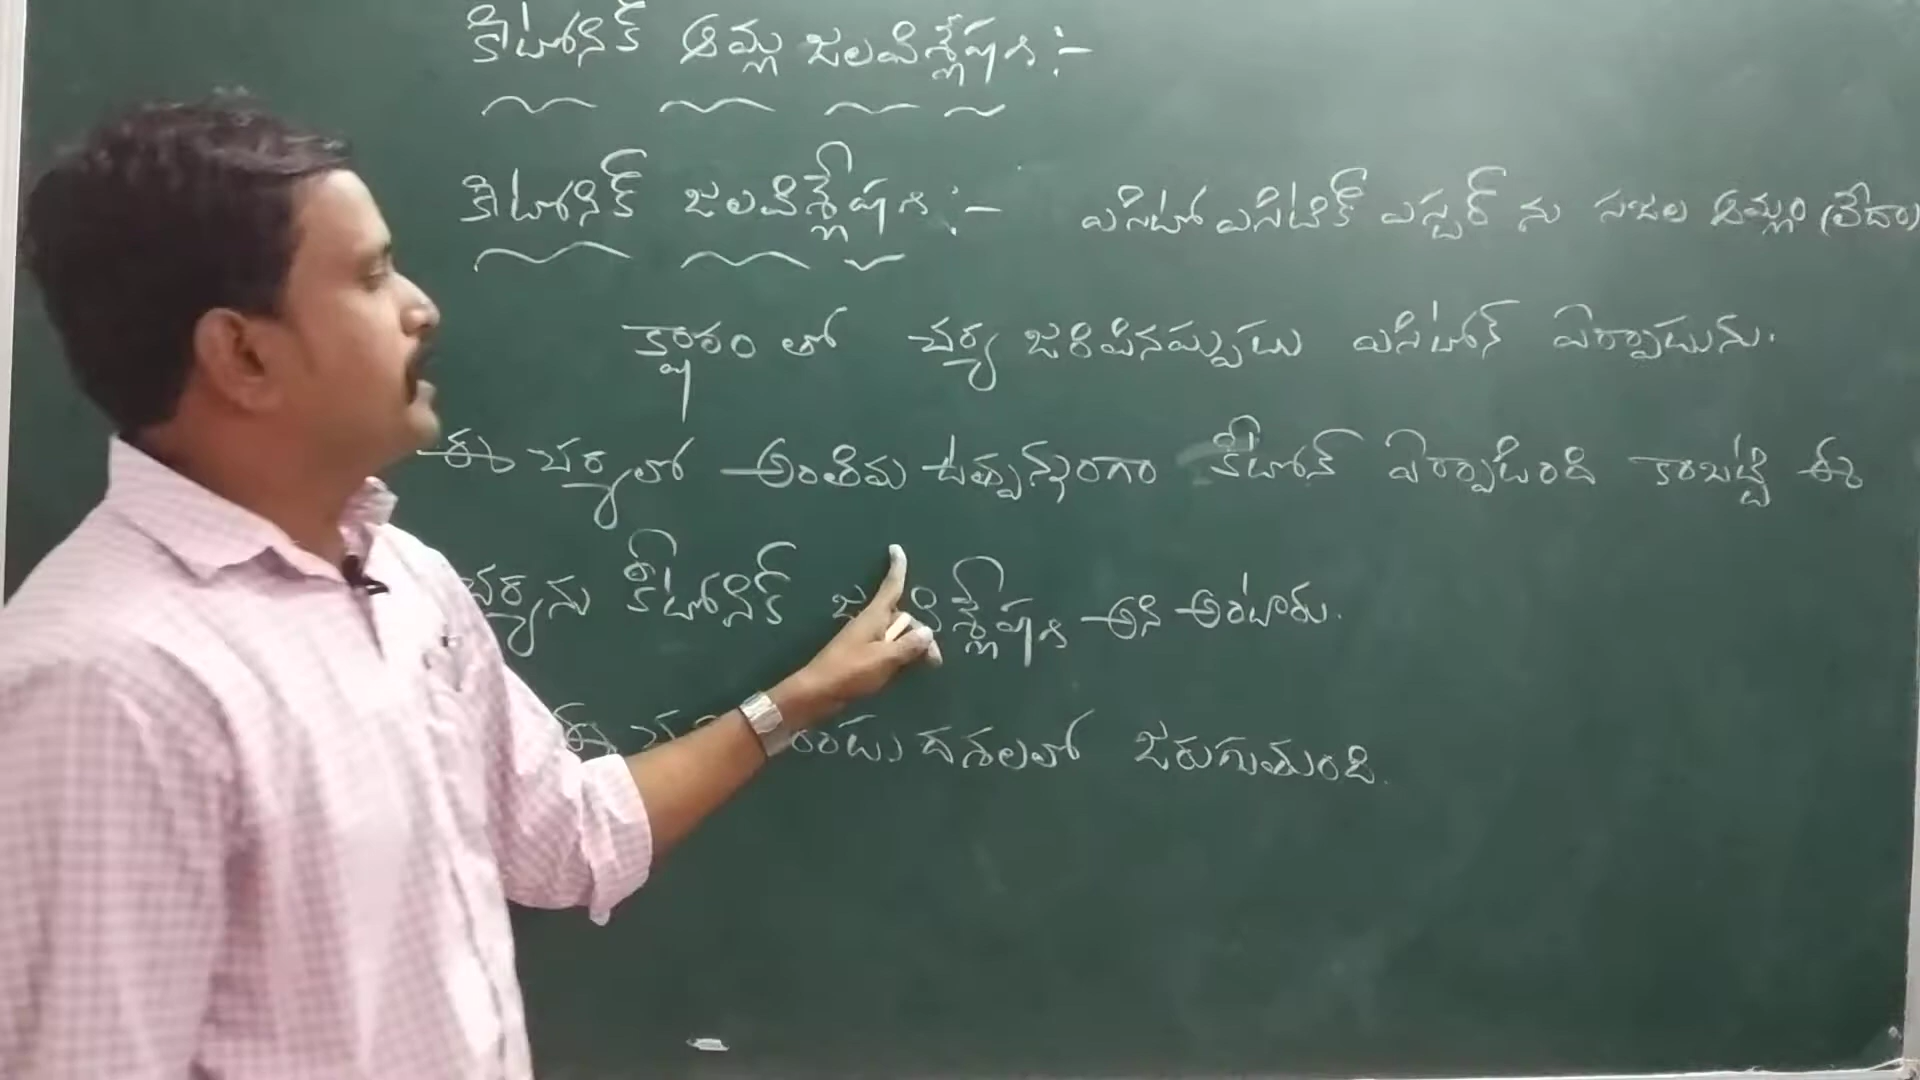 కీటోనిక్ ఆమ్ల జలవిశ్లేషణ :-
కీటోనిక్ జలవిశ్లేషణ :- ఎసిటో ఎసిటిక్ ఎస్టర్ ను సజల ఆమ్లం (లేదా)
క్షారం తో చర్య జరిపినప్పుడు ఎసిటోన్ ఏర్పడును.
ఈ చర్యలో అంతిమ ఉత్పన్నంగా కీటోన్ ఏర్పడింది కాబట్టి ఈ
చర్యను కీటోనిక్ జలవిశ్లేషణ అని అంటారు.
ఈ రెండు దశలలో జరుగుతుంది.